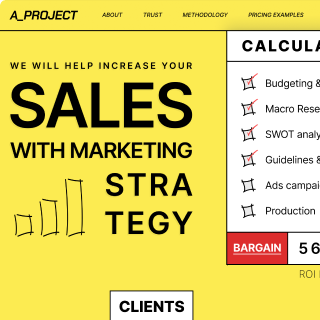 A_PROJECT
ABOUT TRUST METHODOLOGY PRICING EXAMPLES
WE WILL HELP INCREASE YOUR
SALES
WITH MARKETING
STRA
TEGY
CALCULA
Budgeting &
Macro Rese
SWOT analy
Guidelines &
Ads campai
Production
BARGAIN 56
ROI
CLIENTS